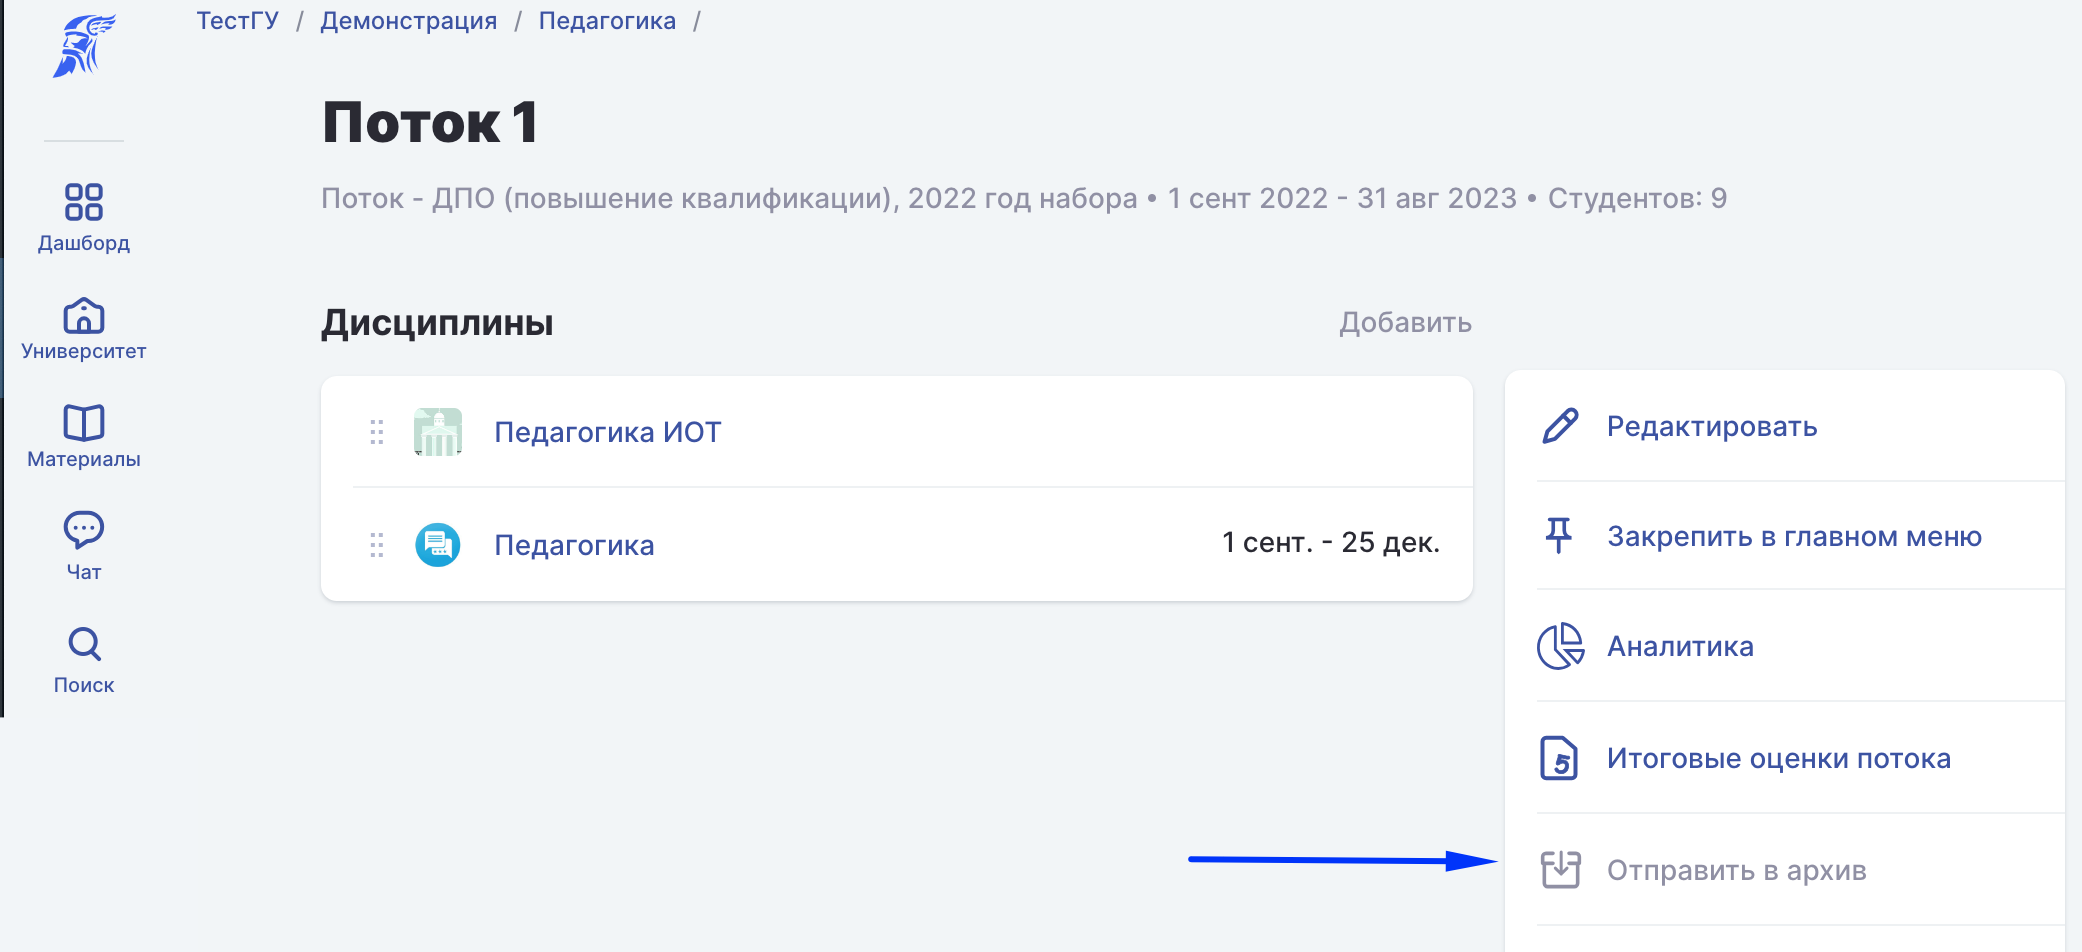 ТестГУ / Демонстрация / Педагогика /
Поток 1
Поток - ДПО (повышение квалификации), 2022 год набора • 1 сент 2022 - 31 авг 2023 • Студентов: 9
Дашборд
Университет
Материалы
Чат
Поиск
Дисциплины
Добавить
Педагогика ИОТ
Педагогика
1 сент. - 25 дек.
Редактировать
Закрепить в главном меню
Аналитика
5 Итоговые оценки потока
Отправить в архив